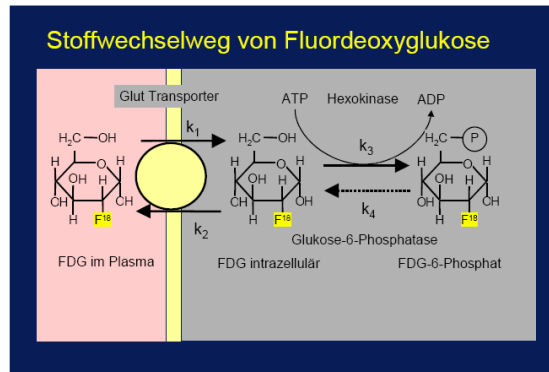 Stoffwechselweg von Fluordeoxyglukose
Glut Transporter
ATP Hexokinase ADP
k1
k2
k3
k4
H2C—OH
H
O
H
OH
H
H
OH
OH
H
F18
H2C—OH
H
O
H
OH
H
H
OH
OH
H
F18
H2C
P
H
O
H
OH
H
H
OH
OH
H
F18
Glukose-6-Phosphatase
FDG im Plasma
FDG intrazellulär
FDG-6-Phosphat